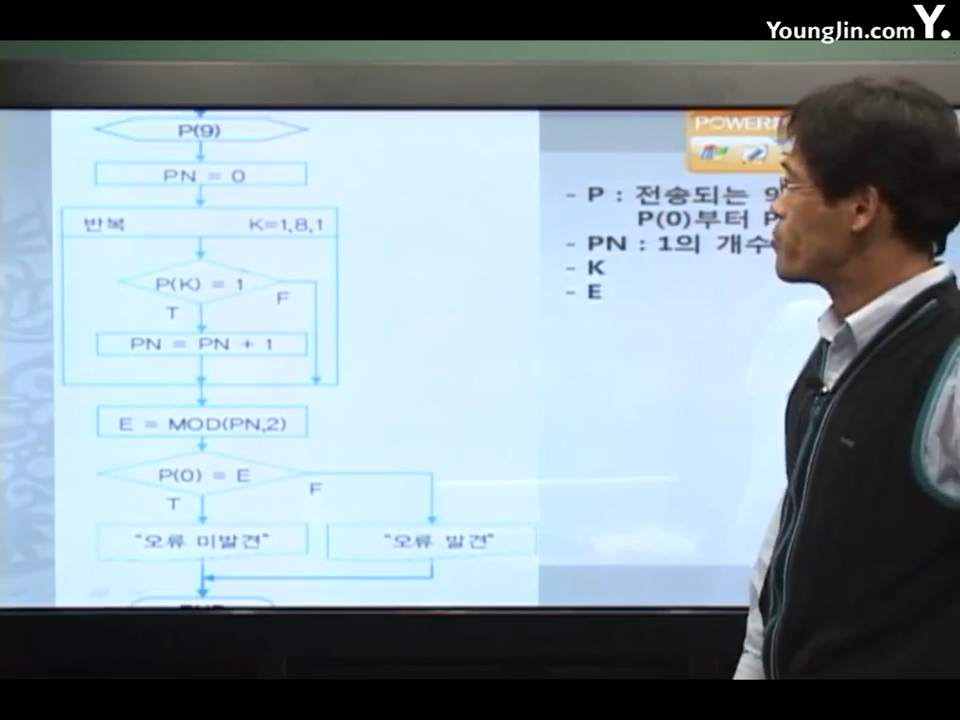 YoungJin.com Y.
P(9)
PN = 0
반복 K=1,8,1
P(K) = 1
T F
PN = PN + 1
E = MOD(PN,2)
P(0) = E
T F
"오류 미발견" "오류 발견"
- P : 전송되는 9
P(0)부터 P
- PN : 1의 개수
- K
- E